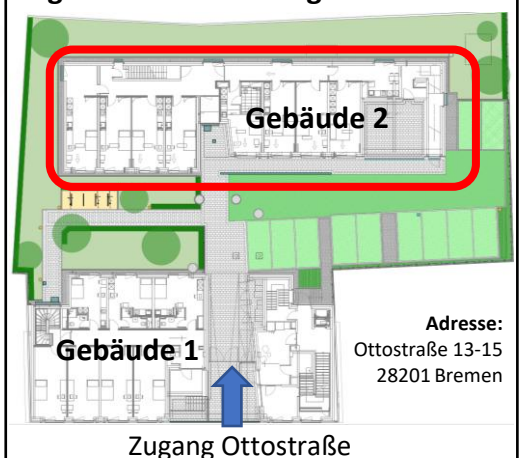 Gebäude 2
Gebäude 1
Adresse:
Ottostraße 13-15
28201 Bremen
Zugang Ottostraße